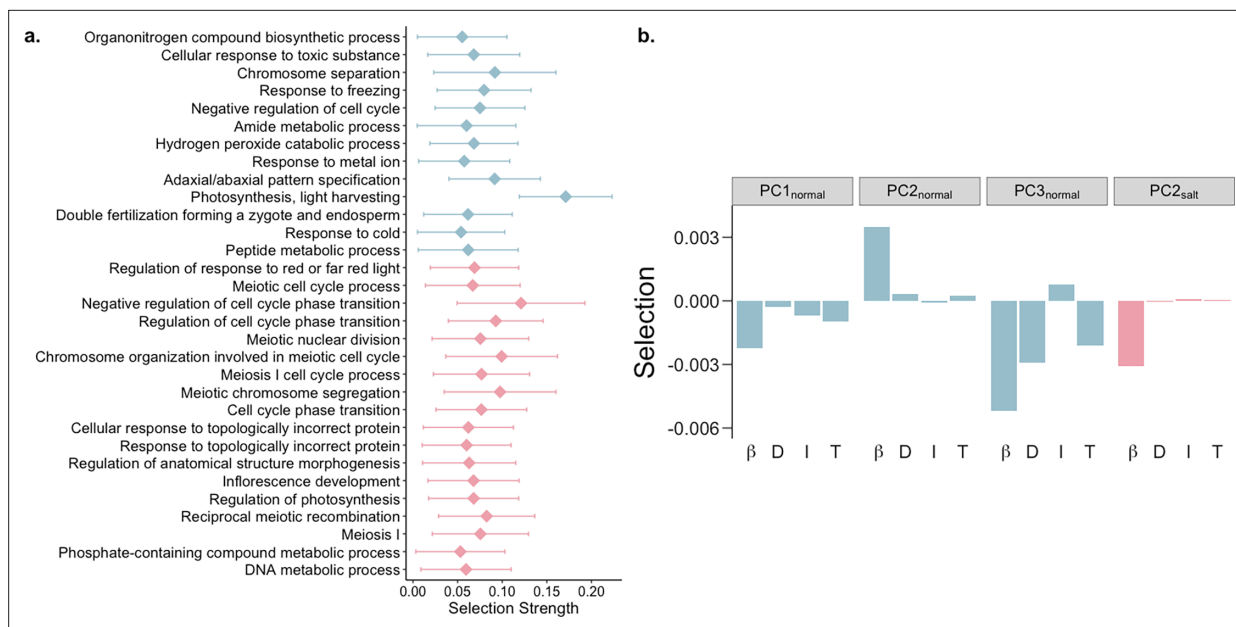 a.
Organonitrogen compound biosynthetic process
Cellular response to toxic substance
Chromosome separation
Response to freezing
Negative regulation of cell cycle
Amide metabolic process
Hydrogen peroxide catabolic process
Response to metal ion
Adaxial/abaxial pattern specification
Photosynthesis, light harvesting
Double fertilization forming a zygote and endosperm
Response to cold
Peptide metabolic process
Regulation of response to red or far red light
Meiotic cell cycle process
Negative regulation of cell cycle phase transition
Regulation of cell cycle phase transition
Meiotic nuclear division
Chromosome organization involved in meiotic cell cycle
Meiosis I cell cycle process
Meiotic chromosome segregation
Cell cycle phase transition
Cellular response to topologically incorrect protein
Response to topologically incorrect protein
Regulation of anatomical structure morphogenesis
Inflorescence development
Regulation of photosynthesis
Reciprocal meiotic recombination
Meiosis I
Phosphate-containing compound metabolic process
DNA metabolic process
0.00 0.05 0.10 0.15 0.20
Selection Strength
b.
PC1normal PC2normal PC3normal PC2salt
Selection
0.003
0.000
-0.003
-0.006
β D I T β D I T β D I T β D I T